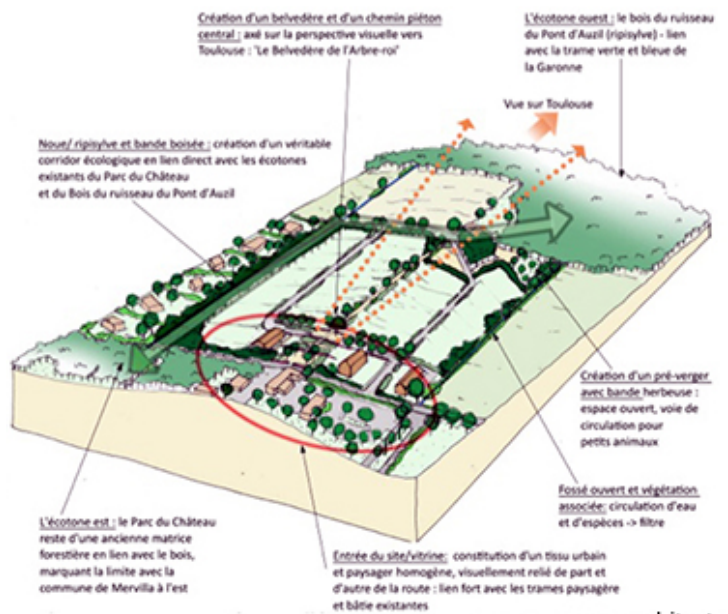 Création d'un belvedère et d'un chemin piéton
central : axé sur la perspective visuelle vers
Toulouse : 'Le Belvedère de l'Arbre-roi'
L'écotone ouest : le bois du ruisseau
du Pont d'Auzil (ripisylve) - lien
avec la trame verte et bleue de
la Garonne
Vue sur Toulouse
Noue/ ripisylve et bande boisée : création d'un véritable
corridor écologique en lien direct avec les écotones
existants du Parc du Château
et du Bois du ruisseau du Pont d'Auzil
Création d'un pré-verger
avec bande herbeuse :
espace ouvert, voie de
circulation pour
petits animaux
Fossé ouvert et végétation
associée: circulation d'eau
et d'espèces -> filtre
L'écotone est : le Parc du Château
reste d'une ancienne matrice
forestière en lien avec le bois,
marquant la limite avec la
commune de Mervilla à l'est
Entrée du site/vitrine: constitution d'un tissu urbain
et paysager homogène, visuellement relié de part et
d'autre de la route : lien fort avec les trames paysagère
et bâtie existantes